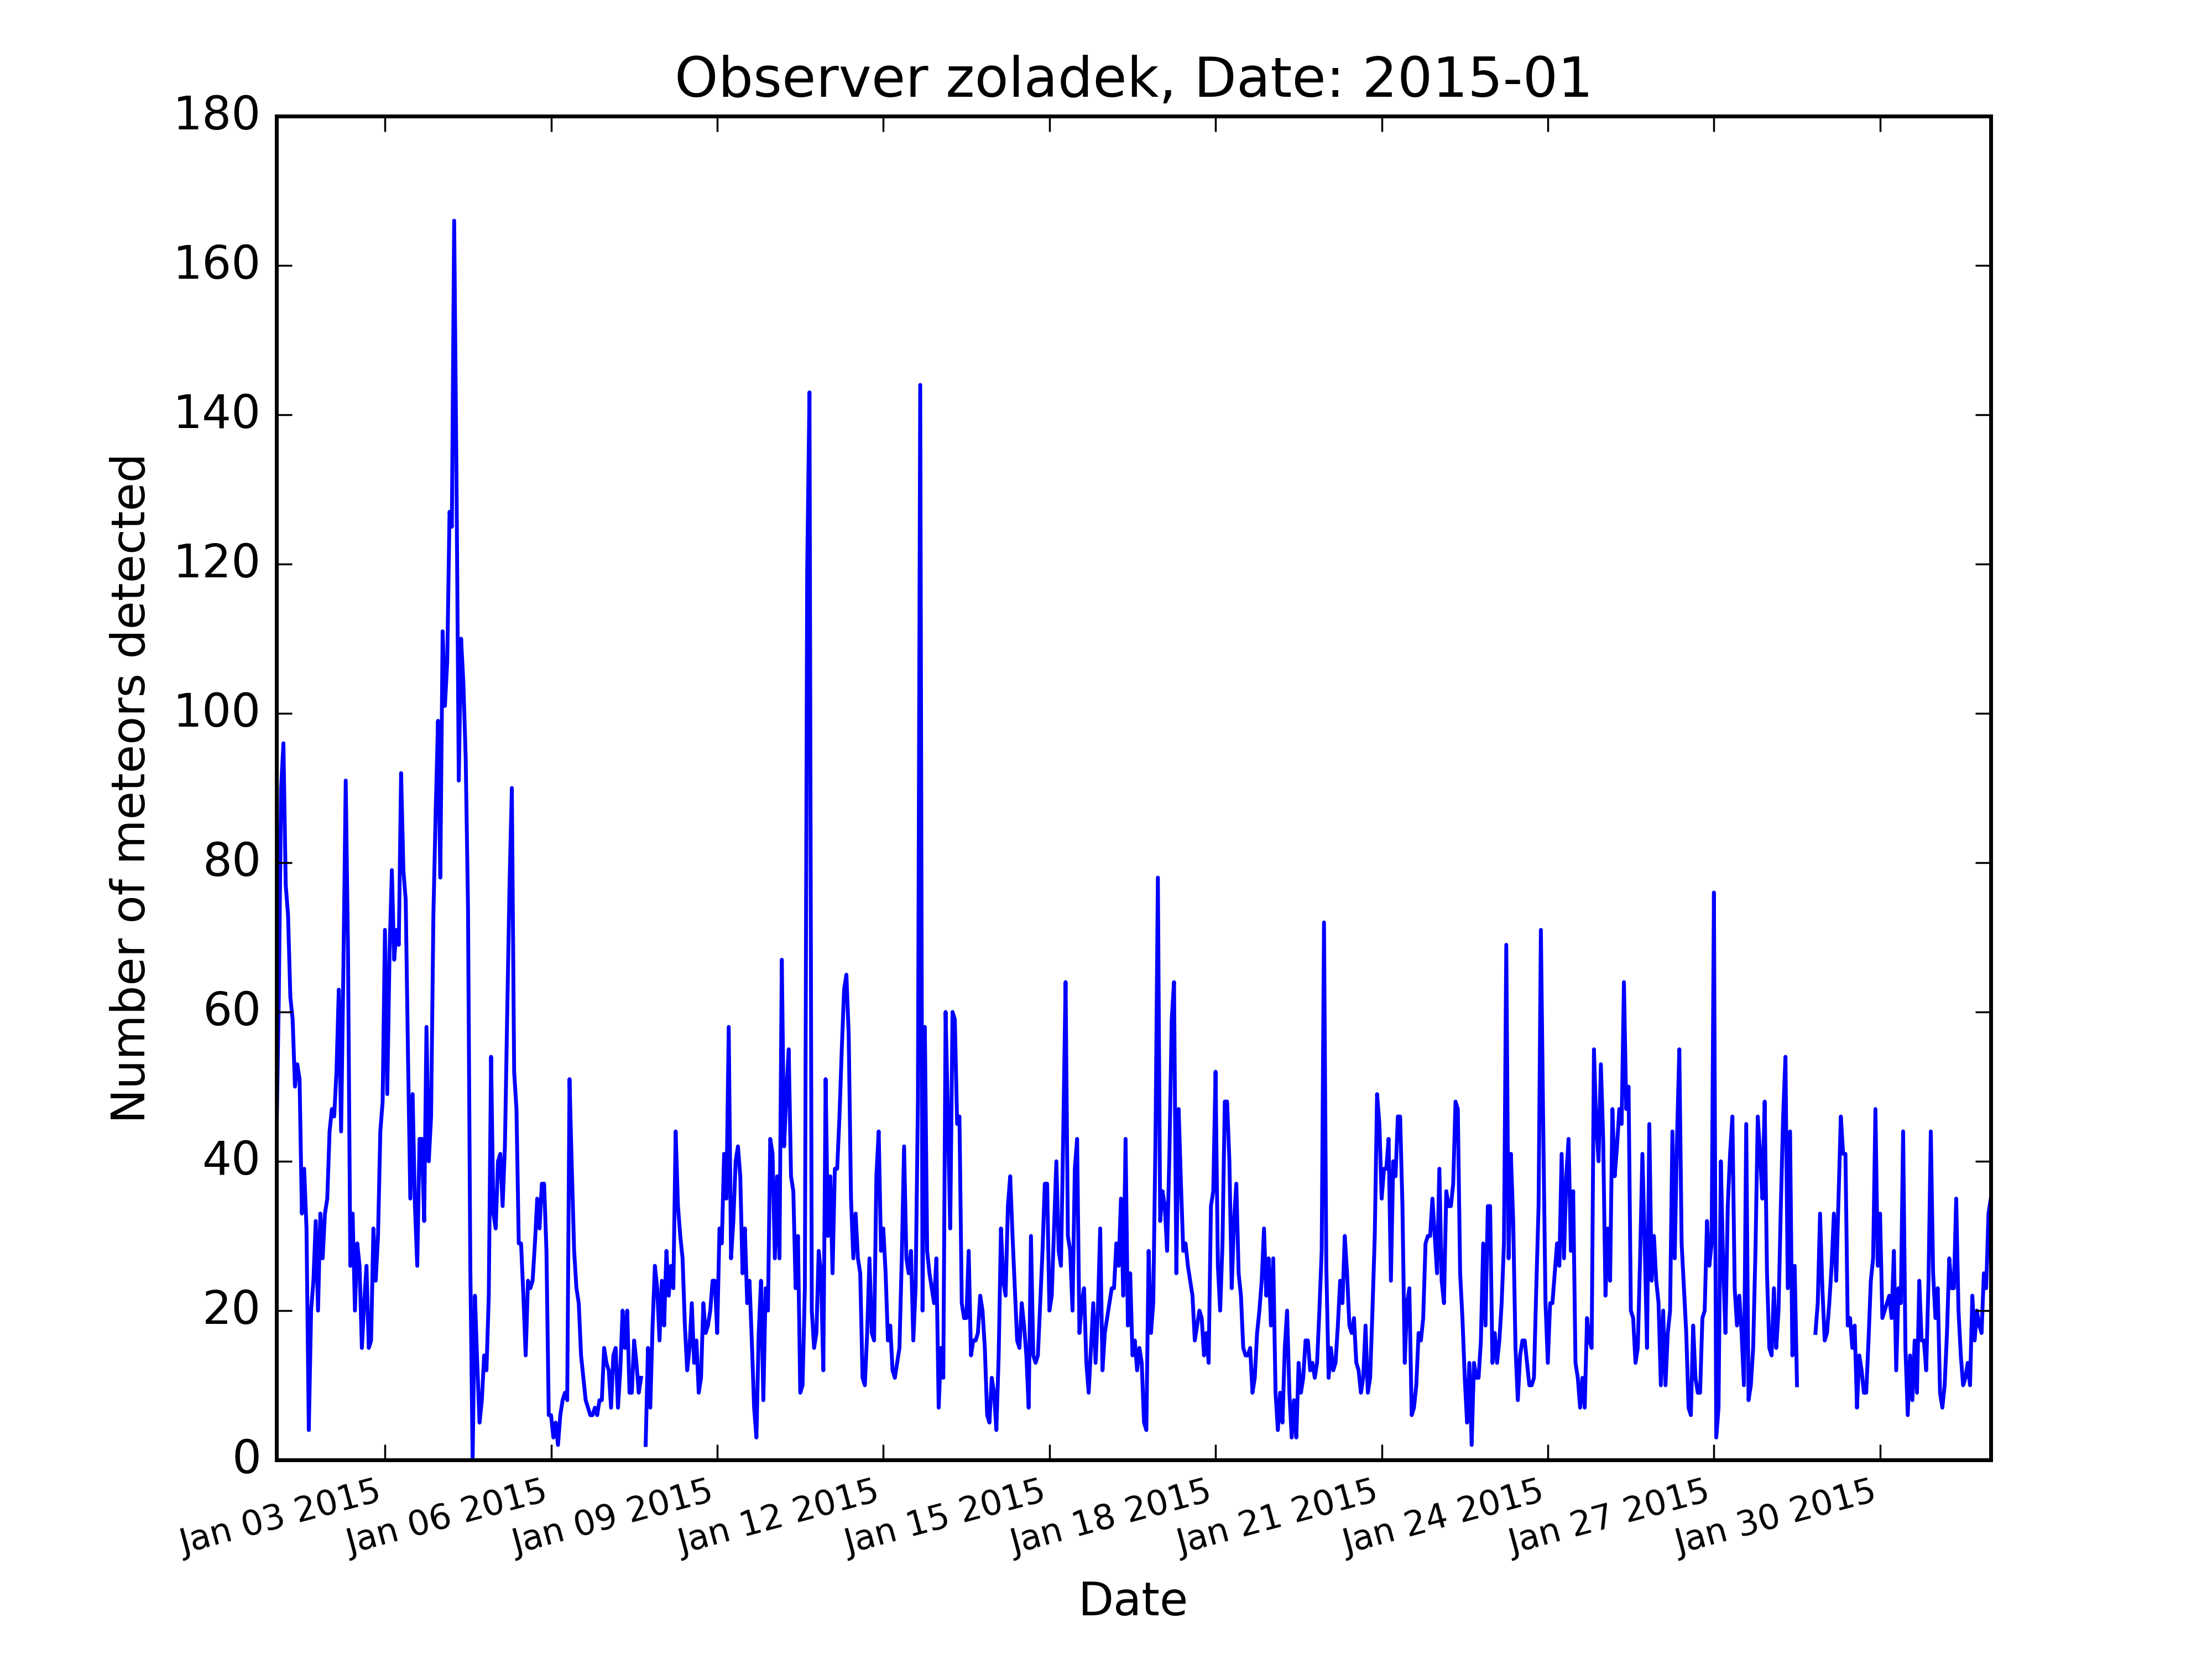 Observer zoladek, Date: 2015-01
180
160
140
120
100
80
60
40
20
0
Number of meteors detected
Jan 03 2015
Jan 06 2015
Jan 09 2015
Jan 12 2015
Jan 15 2015
Jan 18 2015
Jan 21 2015
Jan 24 2015
Jan 27 2015
Jan 30 2015
Date